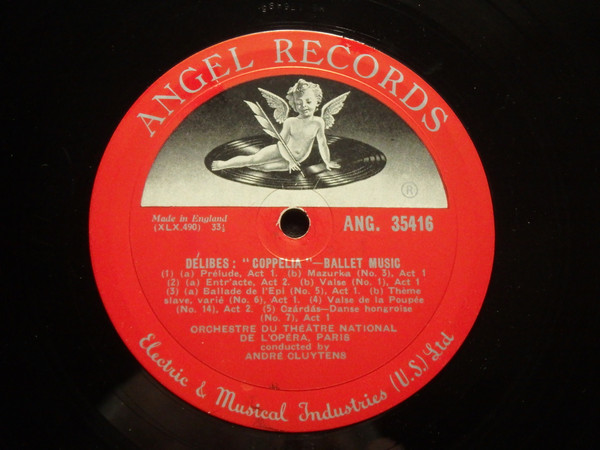 ANGEL RECORDS
®
Made in England
(XLX.490) 33⅓
ANG. 35416
DELIBES: "COPPELIA"—BALLET MUSIC
(1) (a) Prélude, Act 1. (b) Mazurka (No. 3), Act 1
(2) (a) Entr'acte, Act 2. (b) Valse (No. 1), Act 1
(3) (a) Ballade de l'Epi (No. 5), Act 1. (b) Thème
slave, varié (No. 6), Act 1. (4) Valse de la Poupée
(No. 14), Act 2. (5) Czárdás—Danse hongroise
(No. 7), Act 1
ORCHESTRE DU THÉATRE NATIONAL
DE L'OPÉRA, PARIS
conducted by
ANDRÉ CLUYTENS
Electric & Musical Industries (U.S.) Ltd